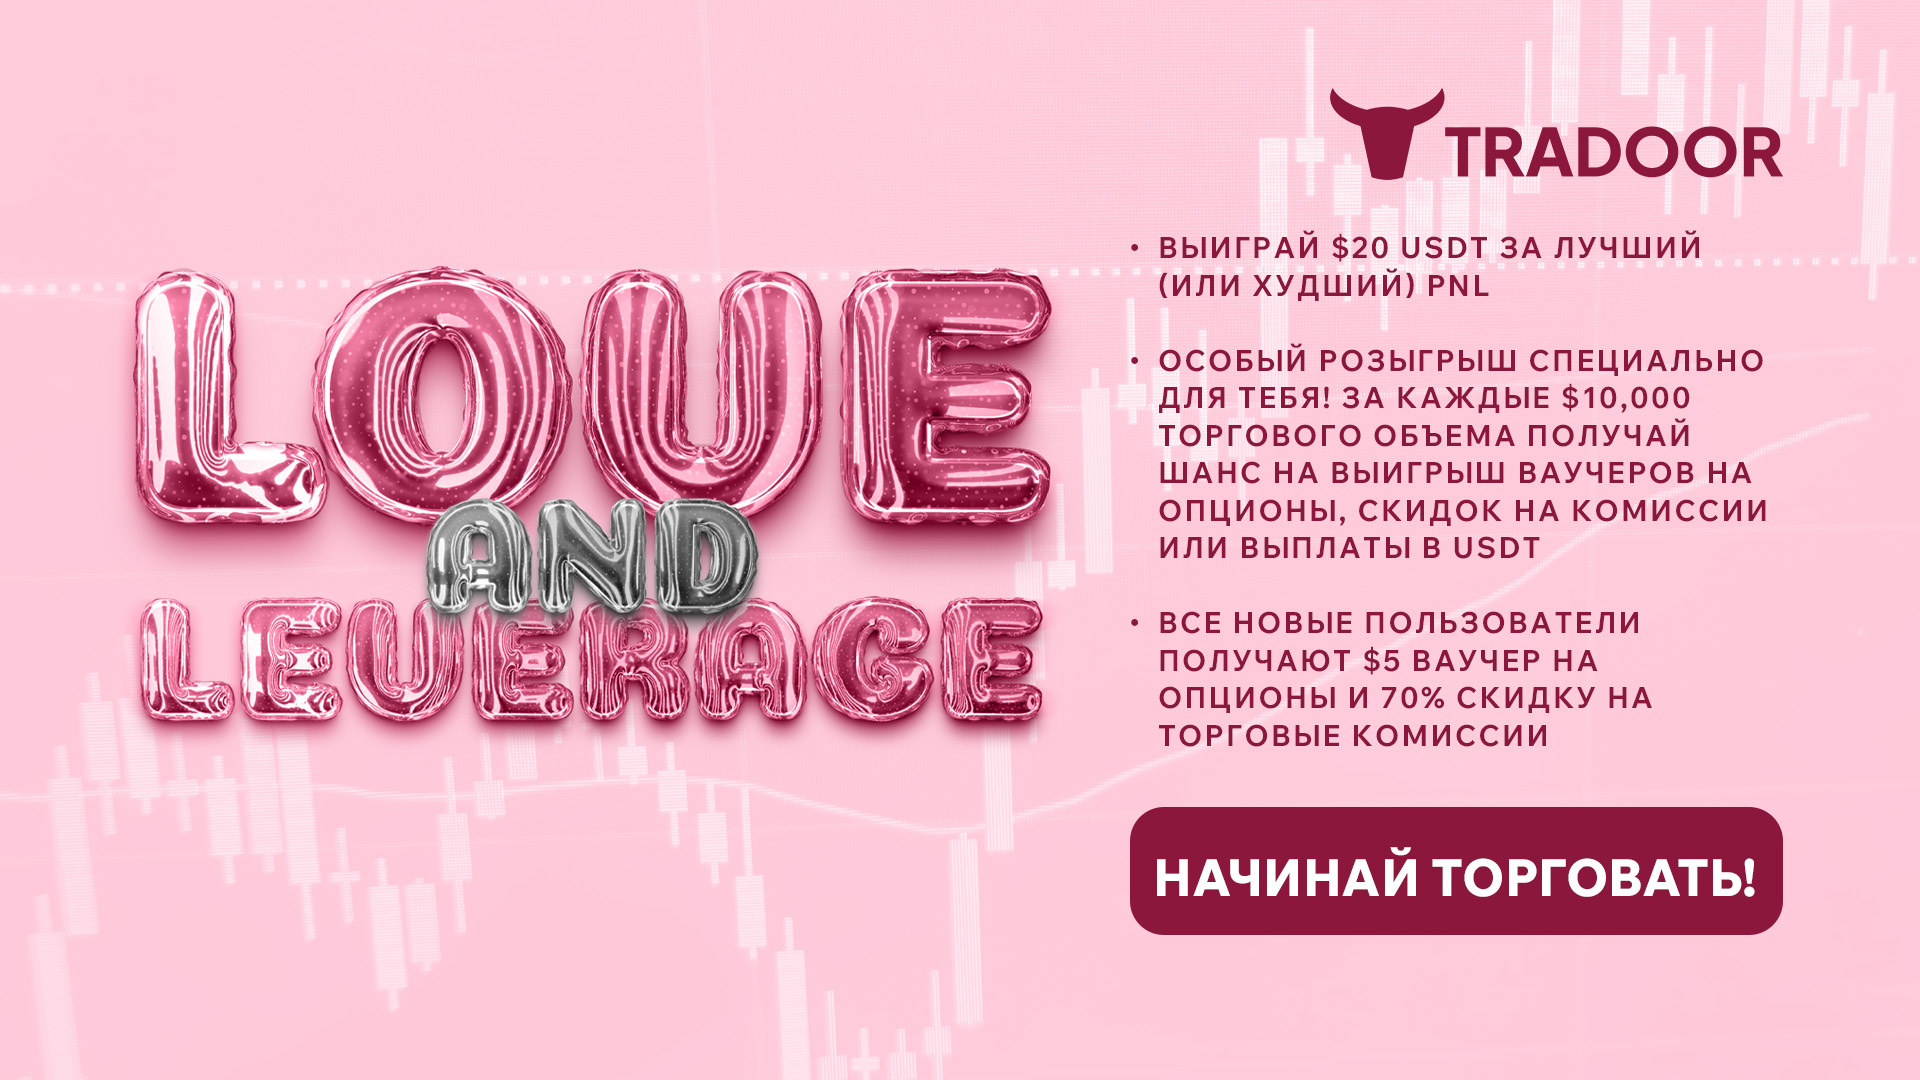 LOVE
AND
LEVERAGE
TRADOOR
• ВЫИГРАЙ $20 USDT ЗА ЛУЧШИЙ
(ИЛИ ХУДШИЙ) PNL
• ОСОБЫЙ РОЗЫГРЫШ СПЕЦИАЛЬНО
ДЛЯ ТЕБЯ! ЗА КАЖДЫЕ $10,000
ТОРГОВОГО ОБЪЕМА ПОЛУЧАЙ
ШАНС НА ВЫИГРЫШ ВАУЧЕРОВ НА
ОПЦИОНЫ, СКИДОК НА КОМИССИИ
ИЛИ ВЫПЛАТЫ В USDT
• ВСЕ НОВЫЕ ПОЛЬЗОВАТЕЛИ
ПОЛУЧАЮТ $5 ВАУЧЕР НА
ОПЦИОНЫ И 70% СКИДКУ НА
ТОРГОВЫЕ КОМИССИИ
НАЧИНАЙ ТОРГОВАТЬ!